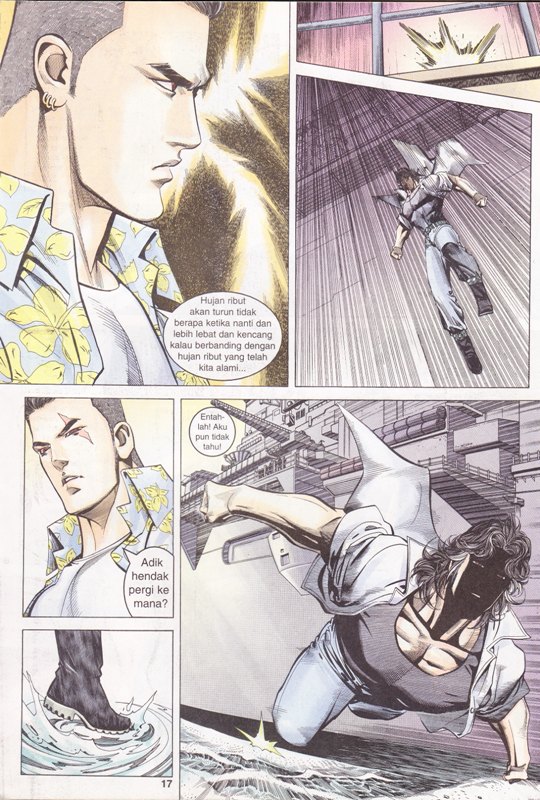 Hujan ribut
akan turun tidak
berapa ketika nanti dan
lebih lebat dan kencang
kalau berbanding dengan
hujan ribut yang telah
kita alami...
Entah-
lah! Aku
pun tidak
tahu!
Adik
hendak
pergi ke
mana?
17